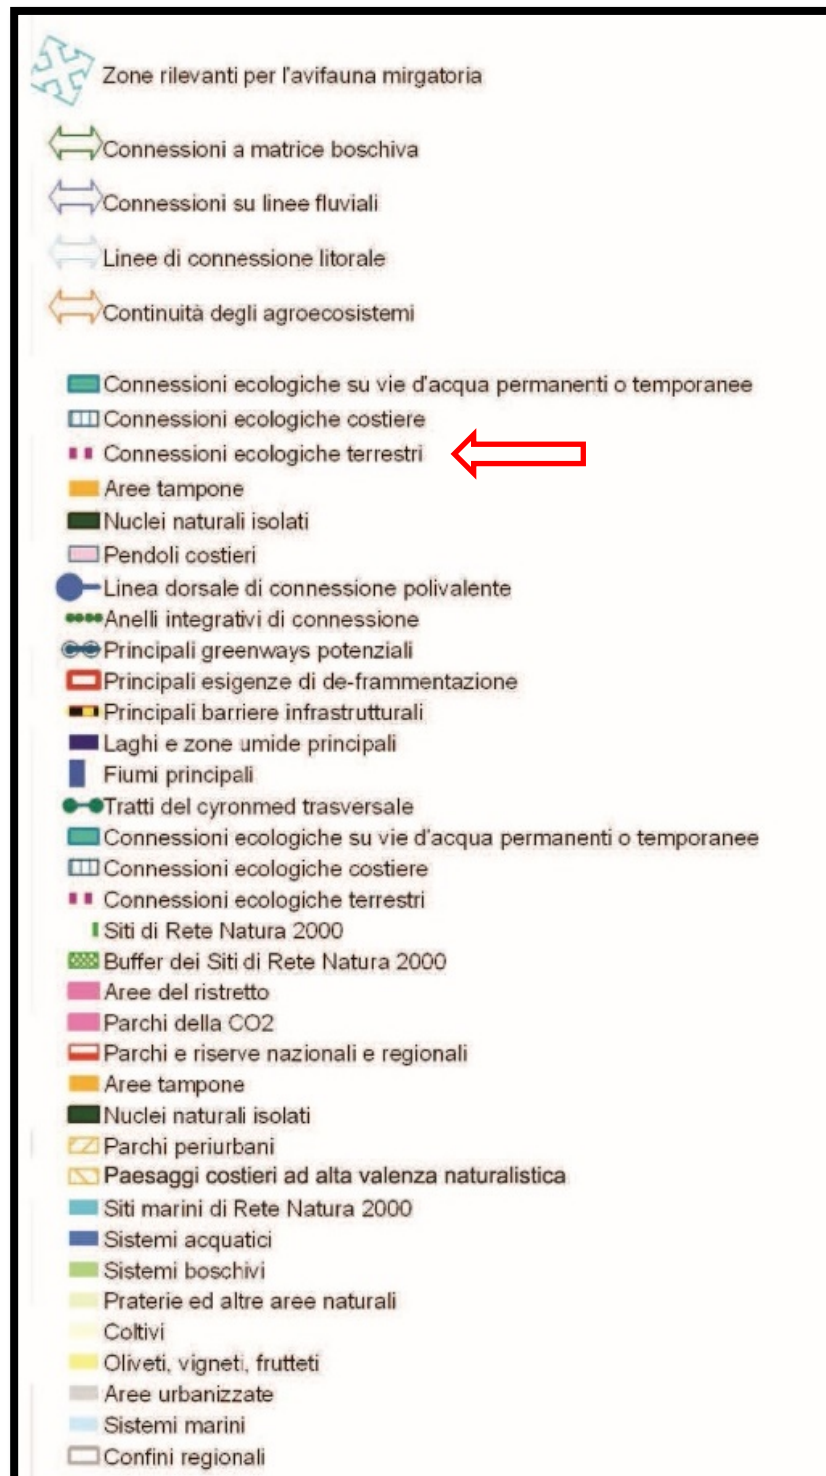 Zone rilevanti per l'avifauna mirgatoria
Connessioni a matrice boschiva
Connessioni su linee fluviali
Linee di connessione litorale
Continuità degli agroecosistemi
Connessioni ecologiche su vie d'acqua permanenti o temporanee
Connessioni ecologiche costiere
Connessioni ecologiche terrestri
Aree tampone
Nuclei naturali isolati
Pendoli costieri
Linea dorsale di connessione polivalente
Anelli integrativi di connessione
Principali greenways potenziali
Principali esigenze di de-frammentazione
Principali barriere infrastrutturali
Laghi e zone umide principali
Fiumi principali
Tratti del cyronmed trasversale
Connessioni ecologiche su vie d'acqua permanenti o temporanee
Connessioni ecologiche costiere
Connessioni ecologiche terrestri
Siti di Rete Natura 2000
Buffer dei Siti di Rete Natura 2000
Aree del ristretto
Parchi della CO2
Parchi e riserve nazionali e regionali
Aree tampone
Nuclei naturali isolati
Parchi periurbani
Paesaggi costieri ad alta valenza naturalistica
Siti marini di Rete Natura 2000
Sistemi acquatici
Sistemi boschivi
Praterie ed altre aree naturali
Coltivi
Oliveti, vigneti, frutteti
Aree urbanizzate
Sistemi marini
Confini regionali